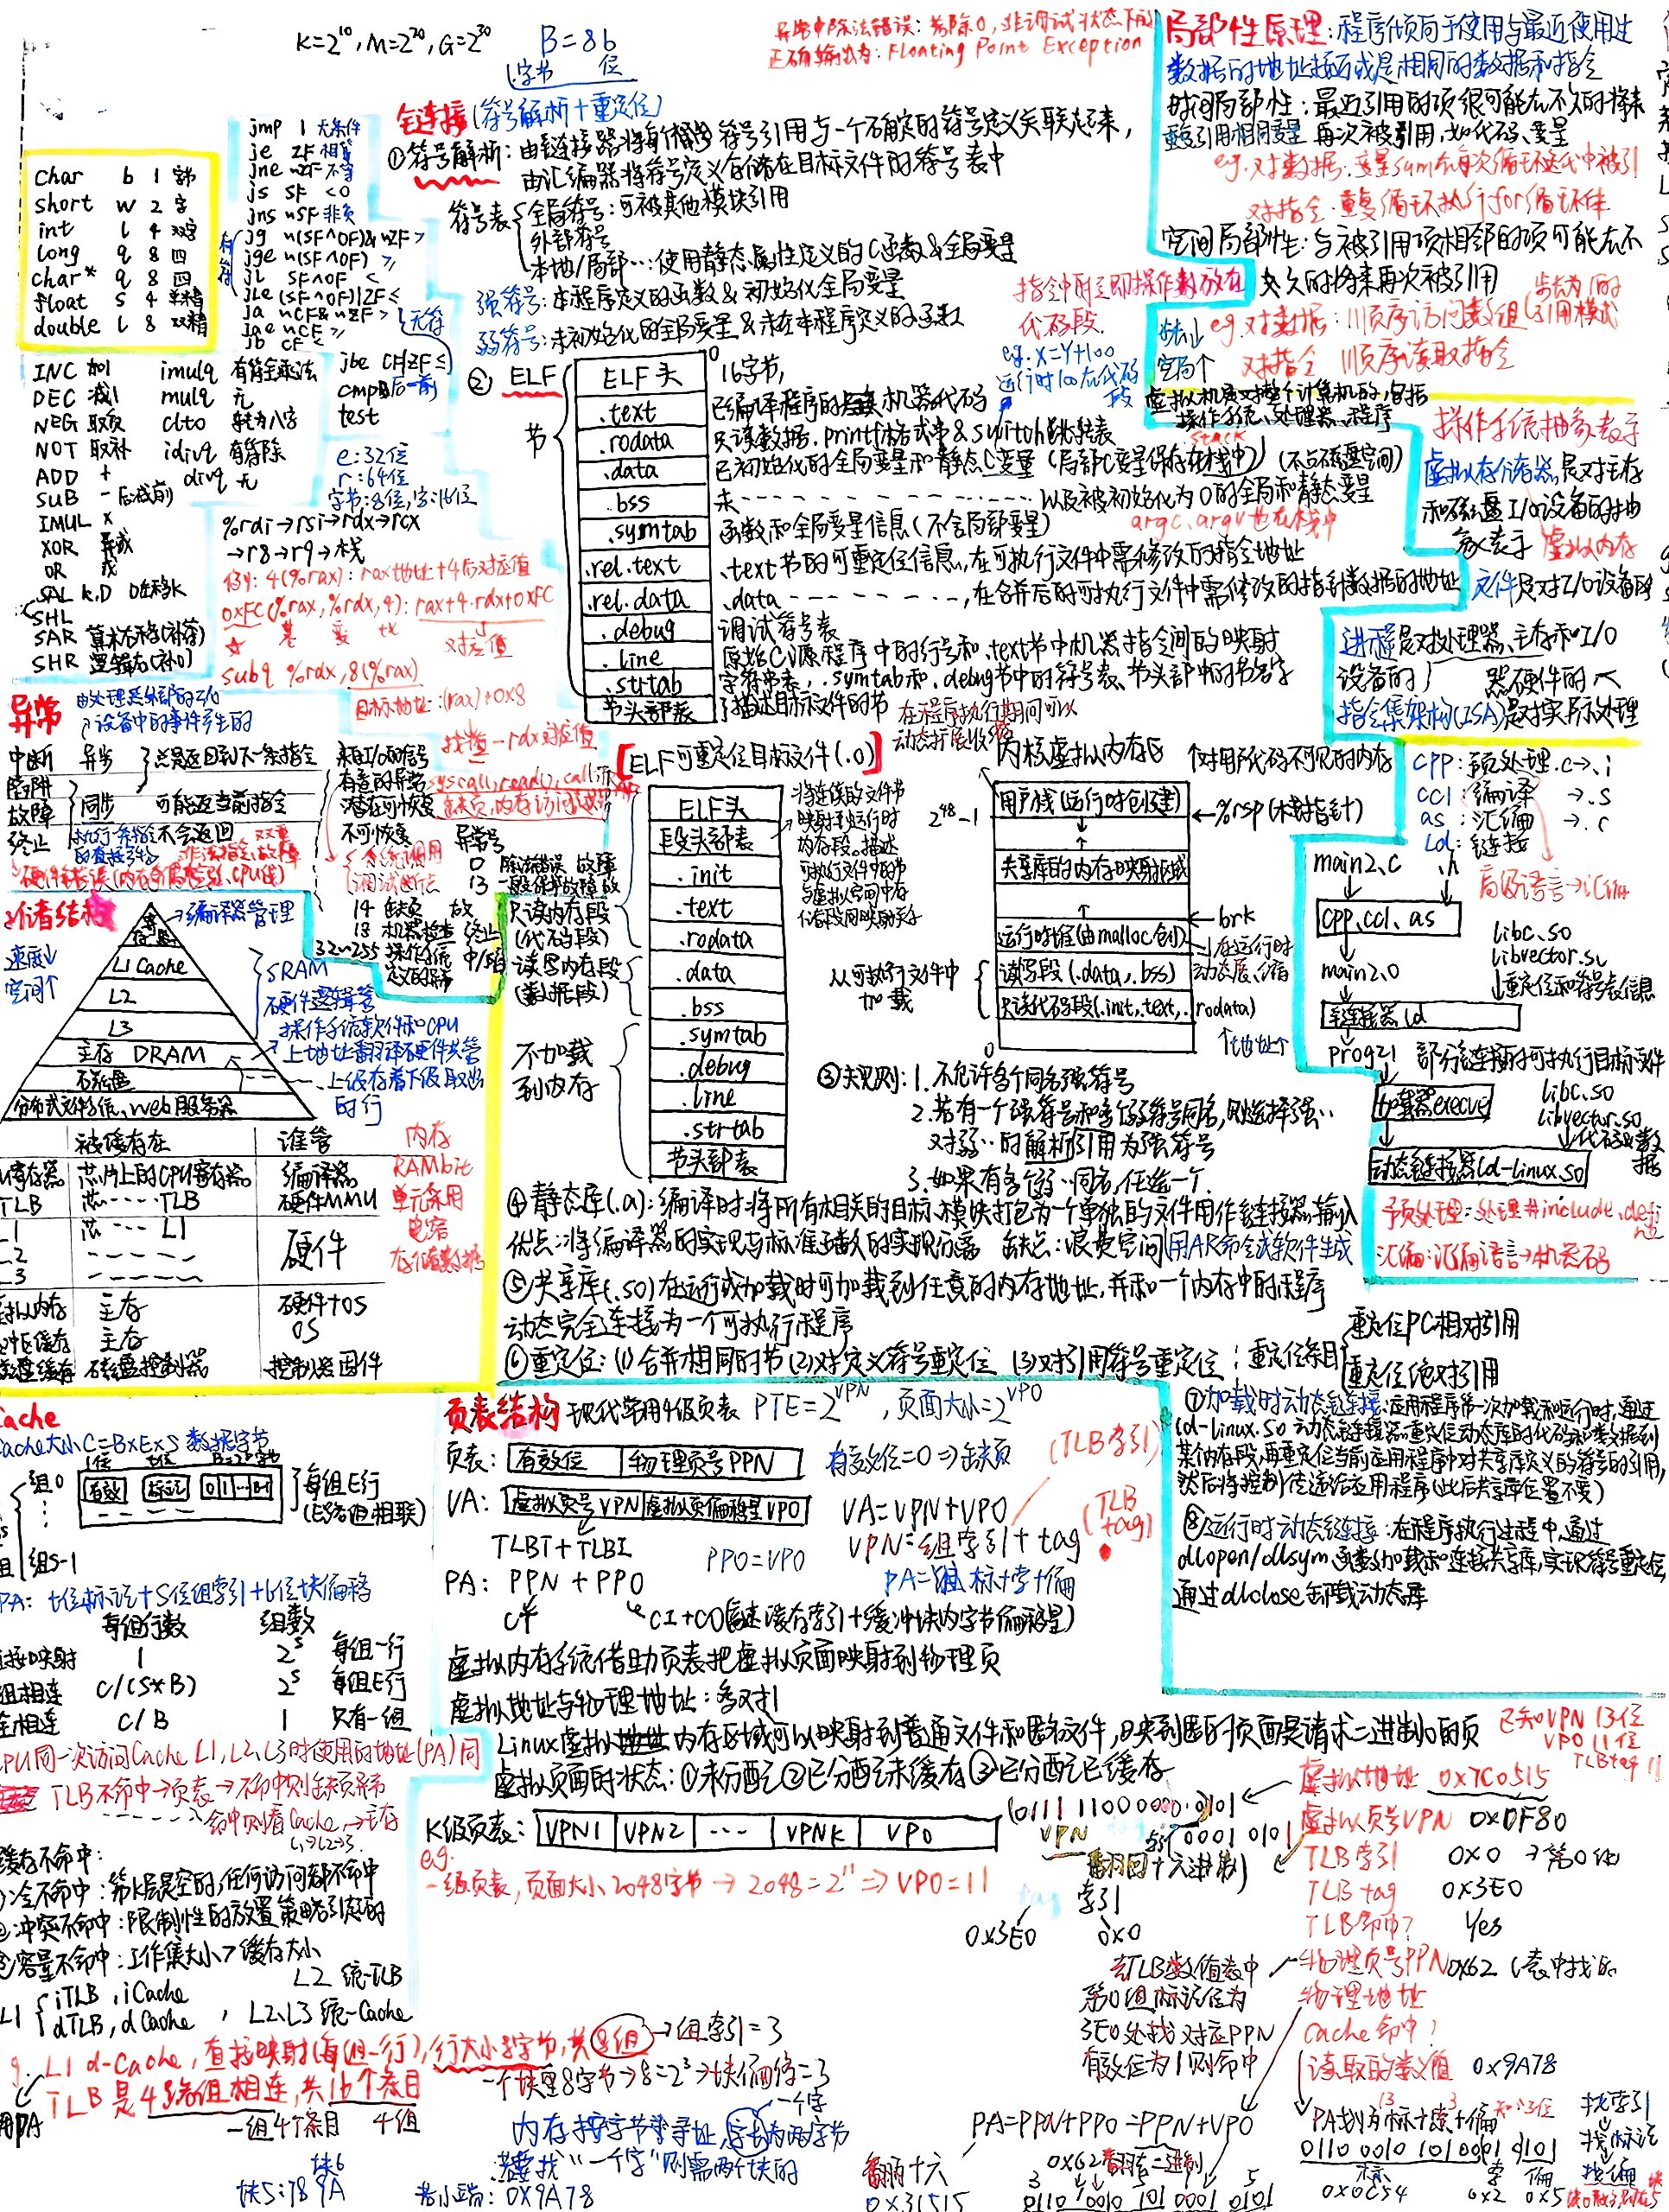 K=2¹⁰, M=2²⁰, G=2³⁰
B=8b
字节 位
异常中除法错误:若除0,非调试状态下
正确输出为: Floating Point Exception
char b 1 字节
short w 2 字
int l 4 双字
long q 8 四
char* q 8 四
float s 4 单精
double l 8 双精
jmp 1 无条件
je ZF 相等
jne ~ZF 不等
js SF <0
jns ~SF 非负
有符
jg ~(SF^OF)&~ZF >
jge ~(SF^OF) ≥
jl SF^OF <
jle (SF^OF)|ZF ≤
ja ~CF&~ZF >
jae ~CF ≥
jb CF <
无符
jbe CF|ZF ≤
cmp 后-前
test
INC 加1
DEC 减1
NEG 取负
NOT 取补
ADD +
SUB - 后减前
IMUL ×
XOR 异或
OR 或
SAL k,D D左移k
SHL
SAR 算术右移(补符)
SHR 逻辑右(补0)
imulq 有符全乘法
mulq 无
clto 转为八字
idivq 有符除
divq 无
e: 32位
r: 64位
字节:8位,字:16位
%rdi→rsi→rdx→rcx
→r8→r9→栈
例: 4(%rax): rax地址+4后对应值
0xFC(%rax,%rdx,4): rax+4·rdx+0xFC
对应值
subq %rdx, 8(%rax)
目标地址: (rax)+0x8
找值-rdx对应值
链接(符号解析+重定位)
①符号解析:由链接器将每个符号引用与一个确定的符号定义关联起来,
由汇编器将符号定义存储在目标文件的符号表中
符号表
全局符号:可被其他模块引用
外部符号
本地/局部…:使用静态属性定义的C函数&全局变量
强符号:本程序定义的函数&初始化全局变量
弱符号:未初始化的全局变量&未在本程序定义的函数
② ELF
节
ELF头 16字节,
.text 已编译程序的机器代码
.rodata 只读数据, printf格式串&switch跳转表
.data 已初始化的全局变量和静态C变量(局部C变量保存在栈中) (不占磁盘空间)
stack
.bss 未---------- 以及被初始化为0的全局和静态变量
.symtab 函数和全局变量信息(不含局部变量)
argc, argv也在栈中
.rel.text .text节的可重定位信息,在可执行文件中需修改的指令地址
.rel.data .data-------,在合并后的可执行文件中需修改的指针数据的地址
.debug 调试符号表
.line 原始C源程序中的行号和.text节中机器指令间的映射
.strtab 字符串表, .symtab和.debug节中的符号表、节头部中的节名字
节头部表 描述目标文件的节
[ELF可重定位目标文件(.o)]
指令中的立即操作数放在
代码段.
eg. x=y+100
运行时100在代码段
局部性原理:程序倾向于使用与最近使用过
数据的地址接近或是相同的数据和指令
时间局部性:最近引用的项很可能在不久的将来
再次被引用,如代码、变量
重复引用相同变量
eg.对数据:变量sum在每次循环迭代中被引
对指令:重复循环执行for循环体
空间局部性:与被引用项相邻的项可能在不
久的将来再次被引用
步长为1的
引用模式
步长↓
空局↑
eg.对数据:顺序访问数组
对指令 顺序读取指令
虚拟机是对整个计算机的,包括
操作系统、处理器、程序
操作系统抽象表示
虚拟存储器,是对主存
和磁盘I/O设备的抽
象表示 虚拟内存
文件是对I/O设备的
进程是对处理器、主存和I/O
设备的
指令集架构(ISA)是对实际处理
器硬件的
cpp:预处理.c→.i
ccl:编译 →.s
as:汇编
ld:链接
高级语言→汇编
main2.c .h
cpp, ccl, as
main2.o
libc.so
libvector.so
重定位和符号表信息
链接器 ld
prog21 部分链接的可执行目标文件
加载器execve
libc.so
libvector.so
代码和数据
动态链接器ld-linux.so
预处理:处理#include、define
汇编:汇编语言→机器码
异常
由处理器外部的I/O
设备中的事件产生的
中断 异步 总是返回到下一条指令 来自I/O的信号
陷阱 有意的异常
故障 同步 可能返当前指令 潜在可恢复
终止 不会返回 不可恢复
syscall, read(), call
缺页,内存访问
系统调用
调试断点
异常号
0 除法错误 故障
13 一般保护故障 故
14 缺页 故
18 机器检查 终止
32~255 操作系统定义的异常 中/陷
存储结构
编译器管理
速度↓
空间↑
L1 Cache
L2
L3
主存 DRAM
磁盘
分布式文件系统、Web服务器
SRAM
硬件逻辑管
操作系统软件和CPU
上地址翻译硬件共管
上级存着下级取出
的行
被缓存在 谁管
寄存器 芯片上的CPU寄存器 编译器
TLB 芯---TLB 硬件MMU
L1 芯---L1
L2 -----
L3 -----
硬件
虚拟内存 主存 硬件+OS
缓冲区缓存 主存 OS
磁盘缓存 磁盘控制器 控制器固件
内存
RAM bit
单元采用
电容
存储数据
在程序执行期间可以
动态扩展收缩
ELF头
段头部表
.init
.text
.rodata
.data
.bss
.symtab
.debug
.line
.strtab
节头部表
只读内存段
(代码段)
读写内存段
(数据段)
不加载
到内存
将连续的文件节
映射到运行时
内存段。描述
可执行文件中的节
与虚拟空间中存
储段间映射关系
内核虚拟内存 对用户代码不可见的内存
2⁴⁸-1
用户栈(运行时创建) ←%rsp(栈指针)
共享库的内存映射区域
←brk
运行时堆(由malloc创) 在运行时
读写段(.data, .bss) 动态扩展、缩
只读代码段(.init, .text, .rodata)
从可执行文件中
加载
0 ↑地址↑
③规则:1.不允许多个同名强符号
2.若有一个强符号和多个弱符号同名,则选择强…
对弱…的解析引用为强符号
3.如果有多个弱…同名,任选一个
④静态库(.a):编译时将所有相关的目标模块打包为一个单独的文件用作链接器输入
优点:将编译器的实现与标准函数的实现分离 缺点:浪费空间 用AR命令或软件生成
⑤共享库(.so)在运行或加载时可加载到任意的内存地址,并和一个内存中的程序
动态完全连接为一个可执行程序
⑥重定位:(1)合并相同的节(2)对定义符号重定位 (3)对引用符号重定位;重定位条目
重定位PC相对引用
重定位绝对引用
⑦加载时动态链接:应用程序第一次加载和运行时,通过
ld-linux.so动态链接器重定位动态库的代码和数据到
某内存段,再重定位当前应用程序中对共享库定义的符号的引用,
然后将控制传递给应用程序(此后共享库位置不变)
⑧运行时动态链接:在程序执行过程中,通过
dlopen/dlsym函数加载和连接共享库,实现符号重定位
通过dlclose卸载动态库
Cache
Cache大小C=B×E×S 数据字节
组0
组S-1
有效 标记 0|1|…|B-1
每组E行
(E路组相联)
PA: t位标记+s位组索引+b位块偏移
每组行数 组数
直接映射 1 2ˢ 每组一行
组相连 C/(S×B) 2ˢ 每组E行
全相连 C/B 1 只有一组
CPU同一次访问Cache L1, L2, L3时使用的地址(PA)同
TLB不命中→页表→不命中则缺页异常
命中则看Cache→主存
L1→L2→L3
缓存不命中:
①冷不命中:第k层是空的,任何访问都不命中
②冲突不命中:限制性的放置策略引起的
③容量不命中:工作集大小>缓存大小
L1 iTLB, iCache
dTLB, dCache, L2、L3统一Cache
L2统一TLB
eg. L1 d-cache,直接映射(每组一行),行大小8字节,共8组→组索引=3
一个块里8字节→8=2³→块偏移=3
TLB是4路组相连,共16个条目
一组4个条目 4组
用PA
内存按字节寻址,字长为两字节
若要找“一个字”则需两个块的
块5:78 9A
块6
若小端: 0x9A78
页表结构 现代常用4级页表 PTE=2^VPN,页面大小=2^VPO
页表: 有效位 物理页号PPN 有效位=0⇒缺页
VA: 虚拟页号VPN 虚拟页偏移量VPO VA=VPN+VPO
TLBT+TLBI PPO=VPO VPN=组索引+tag
(TLB索引)
(TLB tag)
PA: PPN+PPO PA=组标+索+偏
CT CI+CO(高速缓存索引+缓冲块内字节偏移量)
虚拟内存系统借助页表把虚拟页面映射到物理页
虚拟地址与物理地址:多对1
Linux虚拟内存区域可以映射到普通文件和匿名文件,映射到匿名的页面是请求二进制0的页
虚拟页面的状态:①未分配②已分配未缓存③已分配已缓存
K级页表: VPN1 VPN2 … VPNK VPO
eg.
一级页表,页面大小2048字节→2048=2¹¹⇒VPO=11
已知VPN 13位
VPO 11位
TLBtag 11
虚拟地址 0x7C0515
虚拟页号VPN 0x0F80
TLB索引 0x0 →第0组
TLB tag 0x3E0
TLB命中? Yes
物理页号PPN 0x62(表中找的)
物理地址
Cache命中?
读取的数值 0x9A78
VPN
翻回十六进制
tag 索引
0x3E0 0x0
去TLB数值表中
第0组标记位为
3E0处找对应PPN
有效位为1则命中
PA=PPN+PPO=PPN+VPO
0x62翻为二进制
0110 0010 101 0001 0101
翻为十六
0x31515
PA划为标+索+偏
0110 0010 1010001 0101
标 索 偏
0x0C54 0x2 0x5
找索引
↓
找标记
↓
找偏